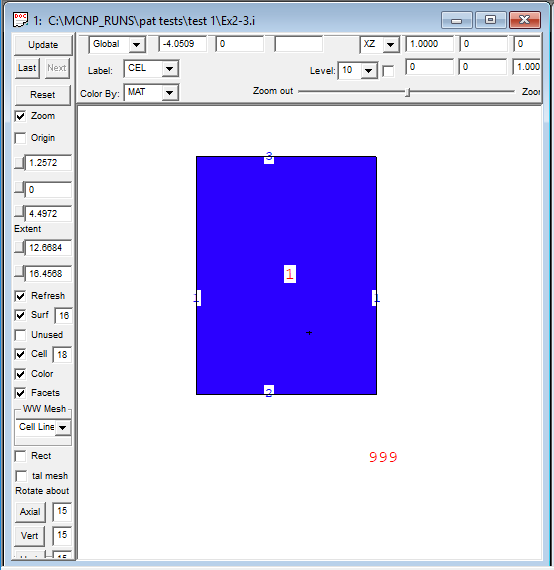 DOC 1: C:\MCNP_RUNS\pat tests\test 1\Ex2-3.i
Update Global -4.0509 0 XZ 1.0000 0 0
Last Next Label: CEL Level: 10 0 0 1.000
Reset Color By: MAT Zoom out Zoor
Zoom
Origin
1.2572
0
4.4972
Extent
12.6684
16.4568
Refresh
Surf 16
Unused
Cell 18
Color
Facets
WW Mesh
Cell Line
Rect
tal mesh
Rotate about
Axial 15
Vert 15
15
3
1
1 1
2
999